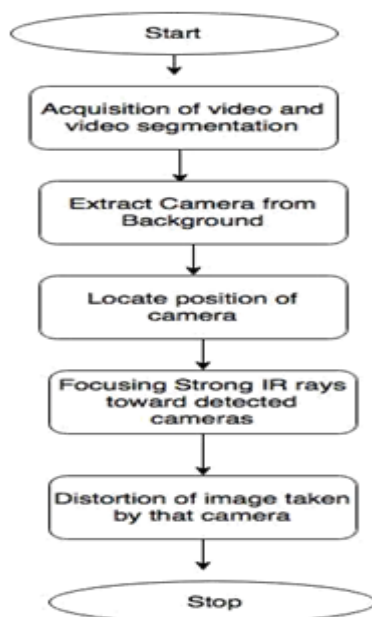 Start
Acquisition of video and
video segmentation
Extract Camera from
Background
Locate position of
camera
Focusing Strong IR rays
toward detected
cameras
Distortion of image taken
by that camera
Stop